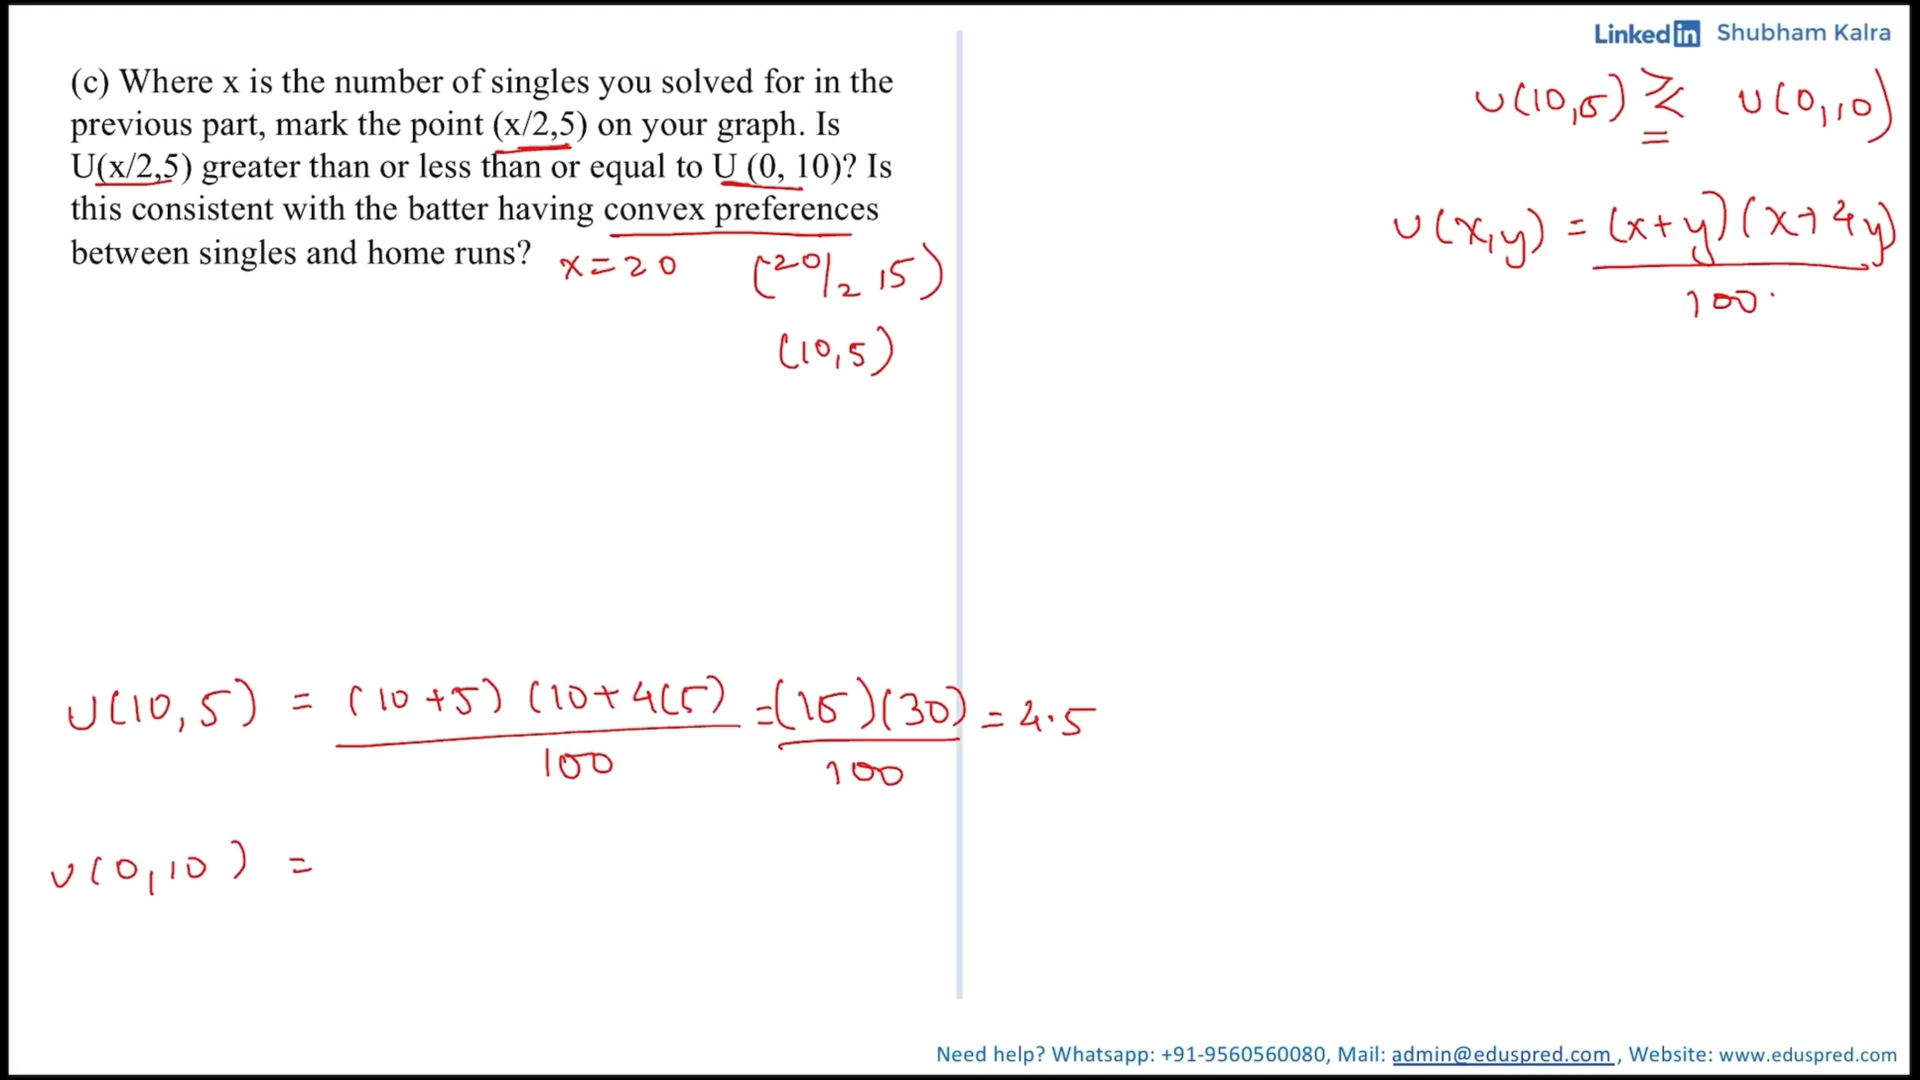 Linked in Shubham Kalra
(c) Where x is the number of singles you solved for in the
previous part, mark the point (x/2,5) on your graph. Is
U(x/2,5) greater than or less than or equal to U (0, 10)? Is
this consistent with the batter having convex preferences
between singles and home runs? x = 20 (20/2 , 5)
(10,5)
U(10,5) ≷ = U(0,10)
U(x,y) = (x+y)(x+4y)
100
U(10,5) = (10+5)(10+4(5) = (15)(30) = 4.5
100 100
U(0,10) =
Need help? Whatsapp: +91-9560560080, Mail: admin@eduspred.com , Website: www.eduspred.com